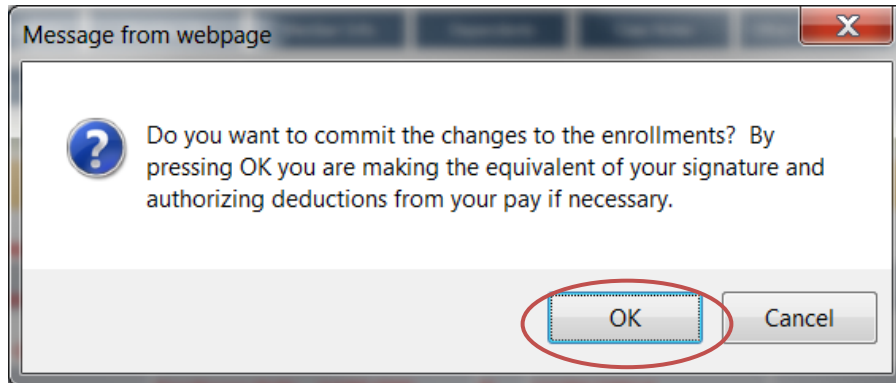 Message from webpage
Do you want to commit the changes to the enrollments?  By
pressing OK you are making the equivalent of your signature and
authorizing deductions from your pay if necessary.
OK
Cancel